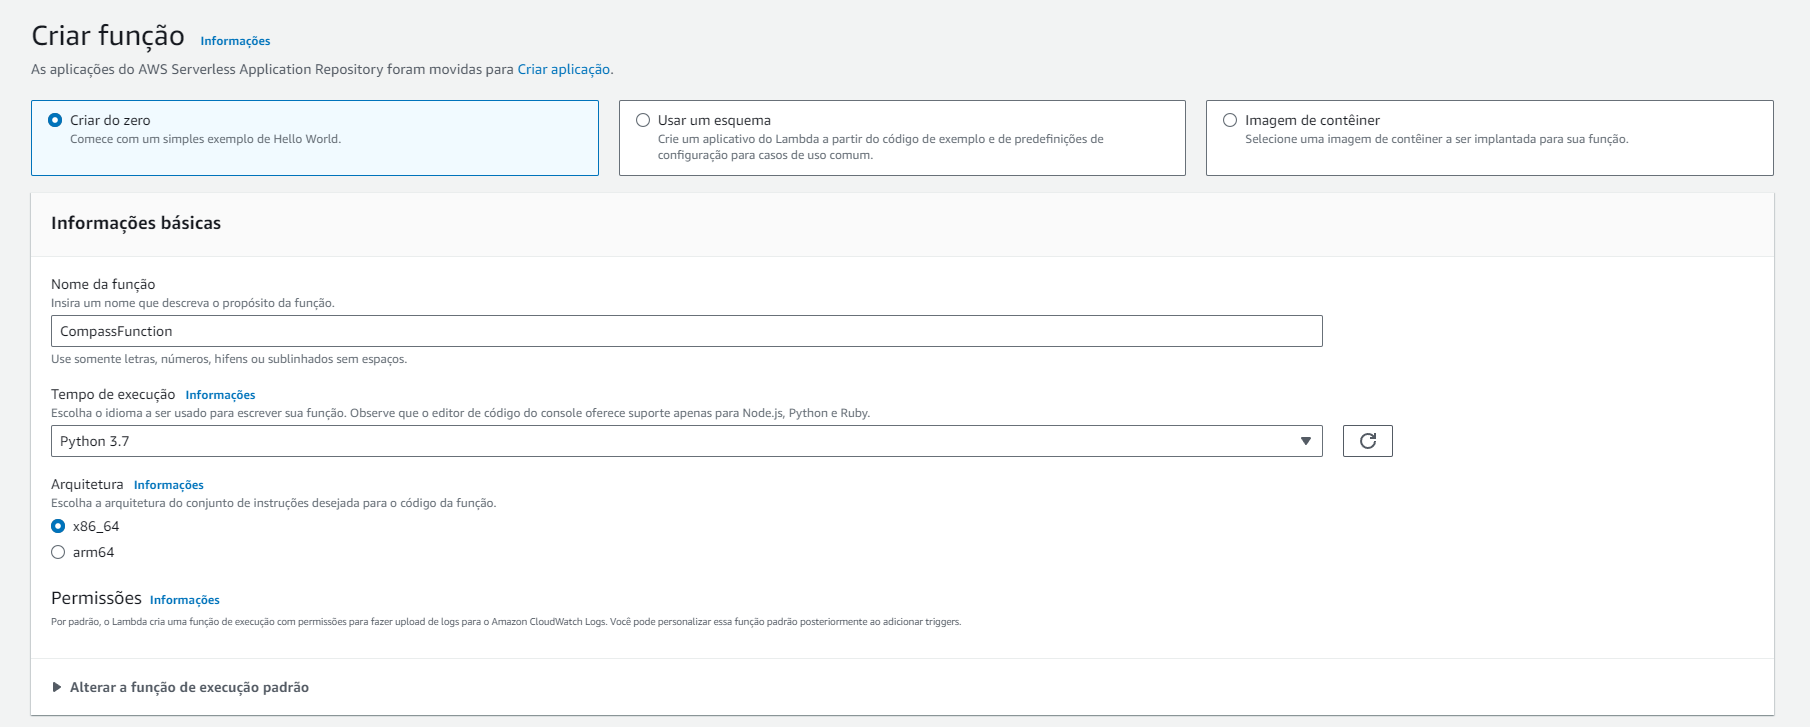 Criar função Informações
As aplicações do AWS Serverless Application Repository foram movidas para Criar aplicação.
Criar do zero
Comece com um simples exemplo de Hello World.
Usar um esquema
Crie um aplicativo do Lambda a partir do código de exemplo e de predefinições de
configuração para casos de uso comum.
Imagem de contêiner
Selecione uma imagem de contêiner a ser implantada para sua função.
Informações básicas
Nome da função
Insira um nome que descreva o propósito da função.
CompassFunction
Use somente letras, números, hifens ou sublinhados sem espaços.
Tempo de execução Informações
Escolha o idioma a ser usado para escrever sua função. Observe que o editor de código do console oferece suporte apenas para Node.js, Python e Ruby.
Python 3.7
Arquitetura Informações
Escolha a arquitetura do conjunto de instruções desejada para o código da função.
x86_64
arm64
Permissões Informações
Por padrão, o Lambda cria uma função de execução com permissões para fazer upload de logs para o Amazon CloudWatch Logs. Você pode personalizar essa função padrão posteriormente ao adicionar triggers.
Alterar a função de execução padrão